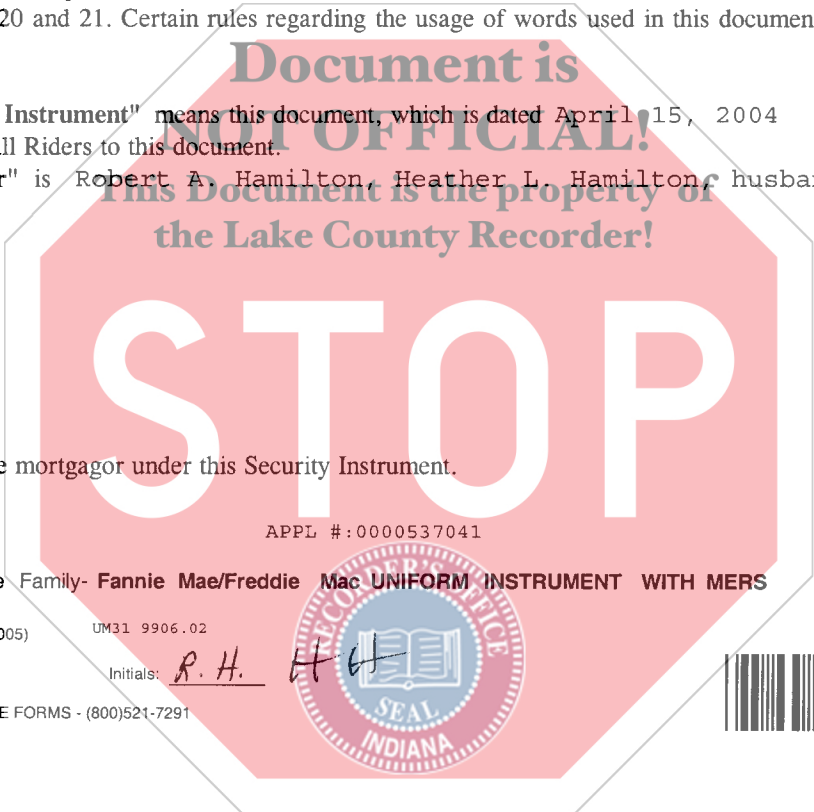 20 and 21. Certain rules regarding the usage of words used in this documen
Document is
Instrument" means this document, which is dated April 15, 2004
NOT OFFICIAL!
ll Riders to this document.
r" is Robert A. Hamilton, Heather L. Hamilton, husba
This Document is the property of
the Lake County Recorder!
STOP
e mortgagor under this Security Instrument.
APPL #:0000537041
e Family- Fannie Mae/Freddie Mac UNIFORM INSTRUMENT WITH MERS
005) UM31 9906.02
RECORDER'S OFFICE
Initials: R. H. H H
SEAL
E FORMS - (800)521-7291
INDIANA